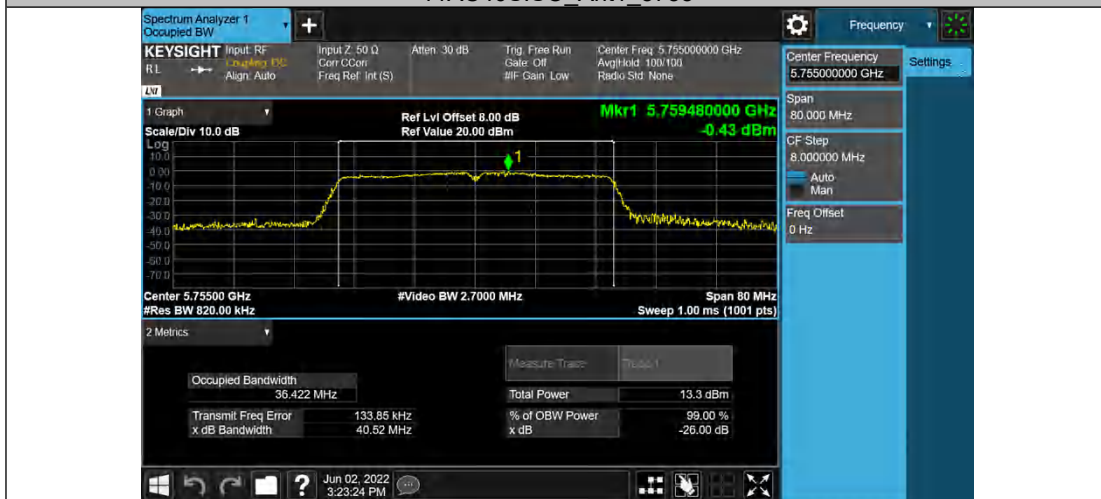 Spectrum Analyzer 1
Occupied BW
Frequency
KEYSIGHT Input: RF Input Z: 50 Ω Atten: 30 dB Trig: Free Run Center Freq: 5.755000000 GHz
RL Coupling: DC Corr CCorr Gate: Off Avg|Hold: 100/100
Align: Auto Freq Ref: Int (S) #IF Gain: Low Radio Std: None
LXI
Center Frequency
5.755000000 GHz
Settings
Span
80.000 MHz
CF Step
8.000000 MHz
Auto
Man
Freq Offset
0 Hz
1 Graph Ref Lvl Offset 8.00 dB Mkr1 5.759480000 GHz
Scale/Div 10.0 dB Ref Value 20.00 dBm -0.43 dBm
Log
10.0
0.00
-10.0
-20.0
-30.0
-40.0
-50.0
-60.0
-70.0
1
Center 5.75500 GHz #Video BW 2.7000 MHz Span 80 MHz
#Res BW 820.00 kHz Sweep 1.00 ms (1001 pts)
2 Metrics
Measure Trace Trace 1
Occupied Bandwidth
36.422 MHz Total Power 13.3 dBm
Transmit Freq Error 133.85 kHz % of OBW Power 99.00 %
x dB Bandwidth 40.52 MHz x dB -26.00 dB
? Jun 02, 2022
3:23:24 PM